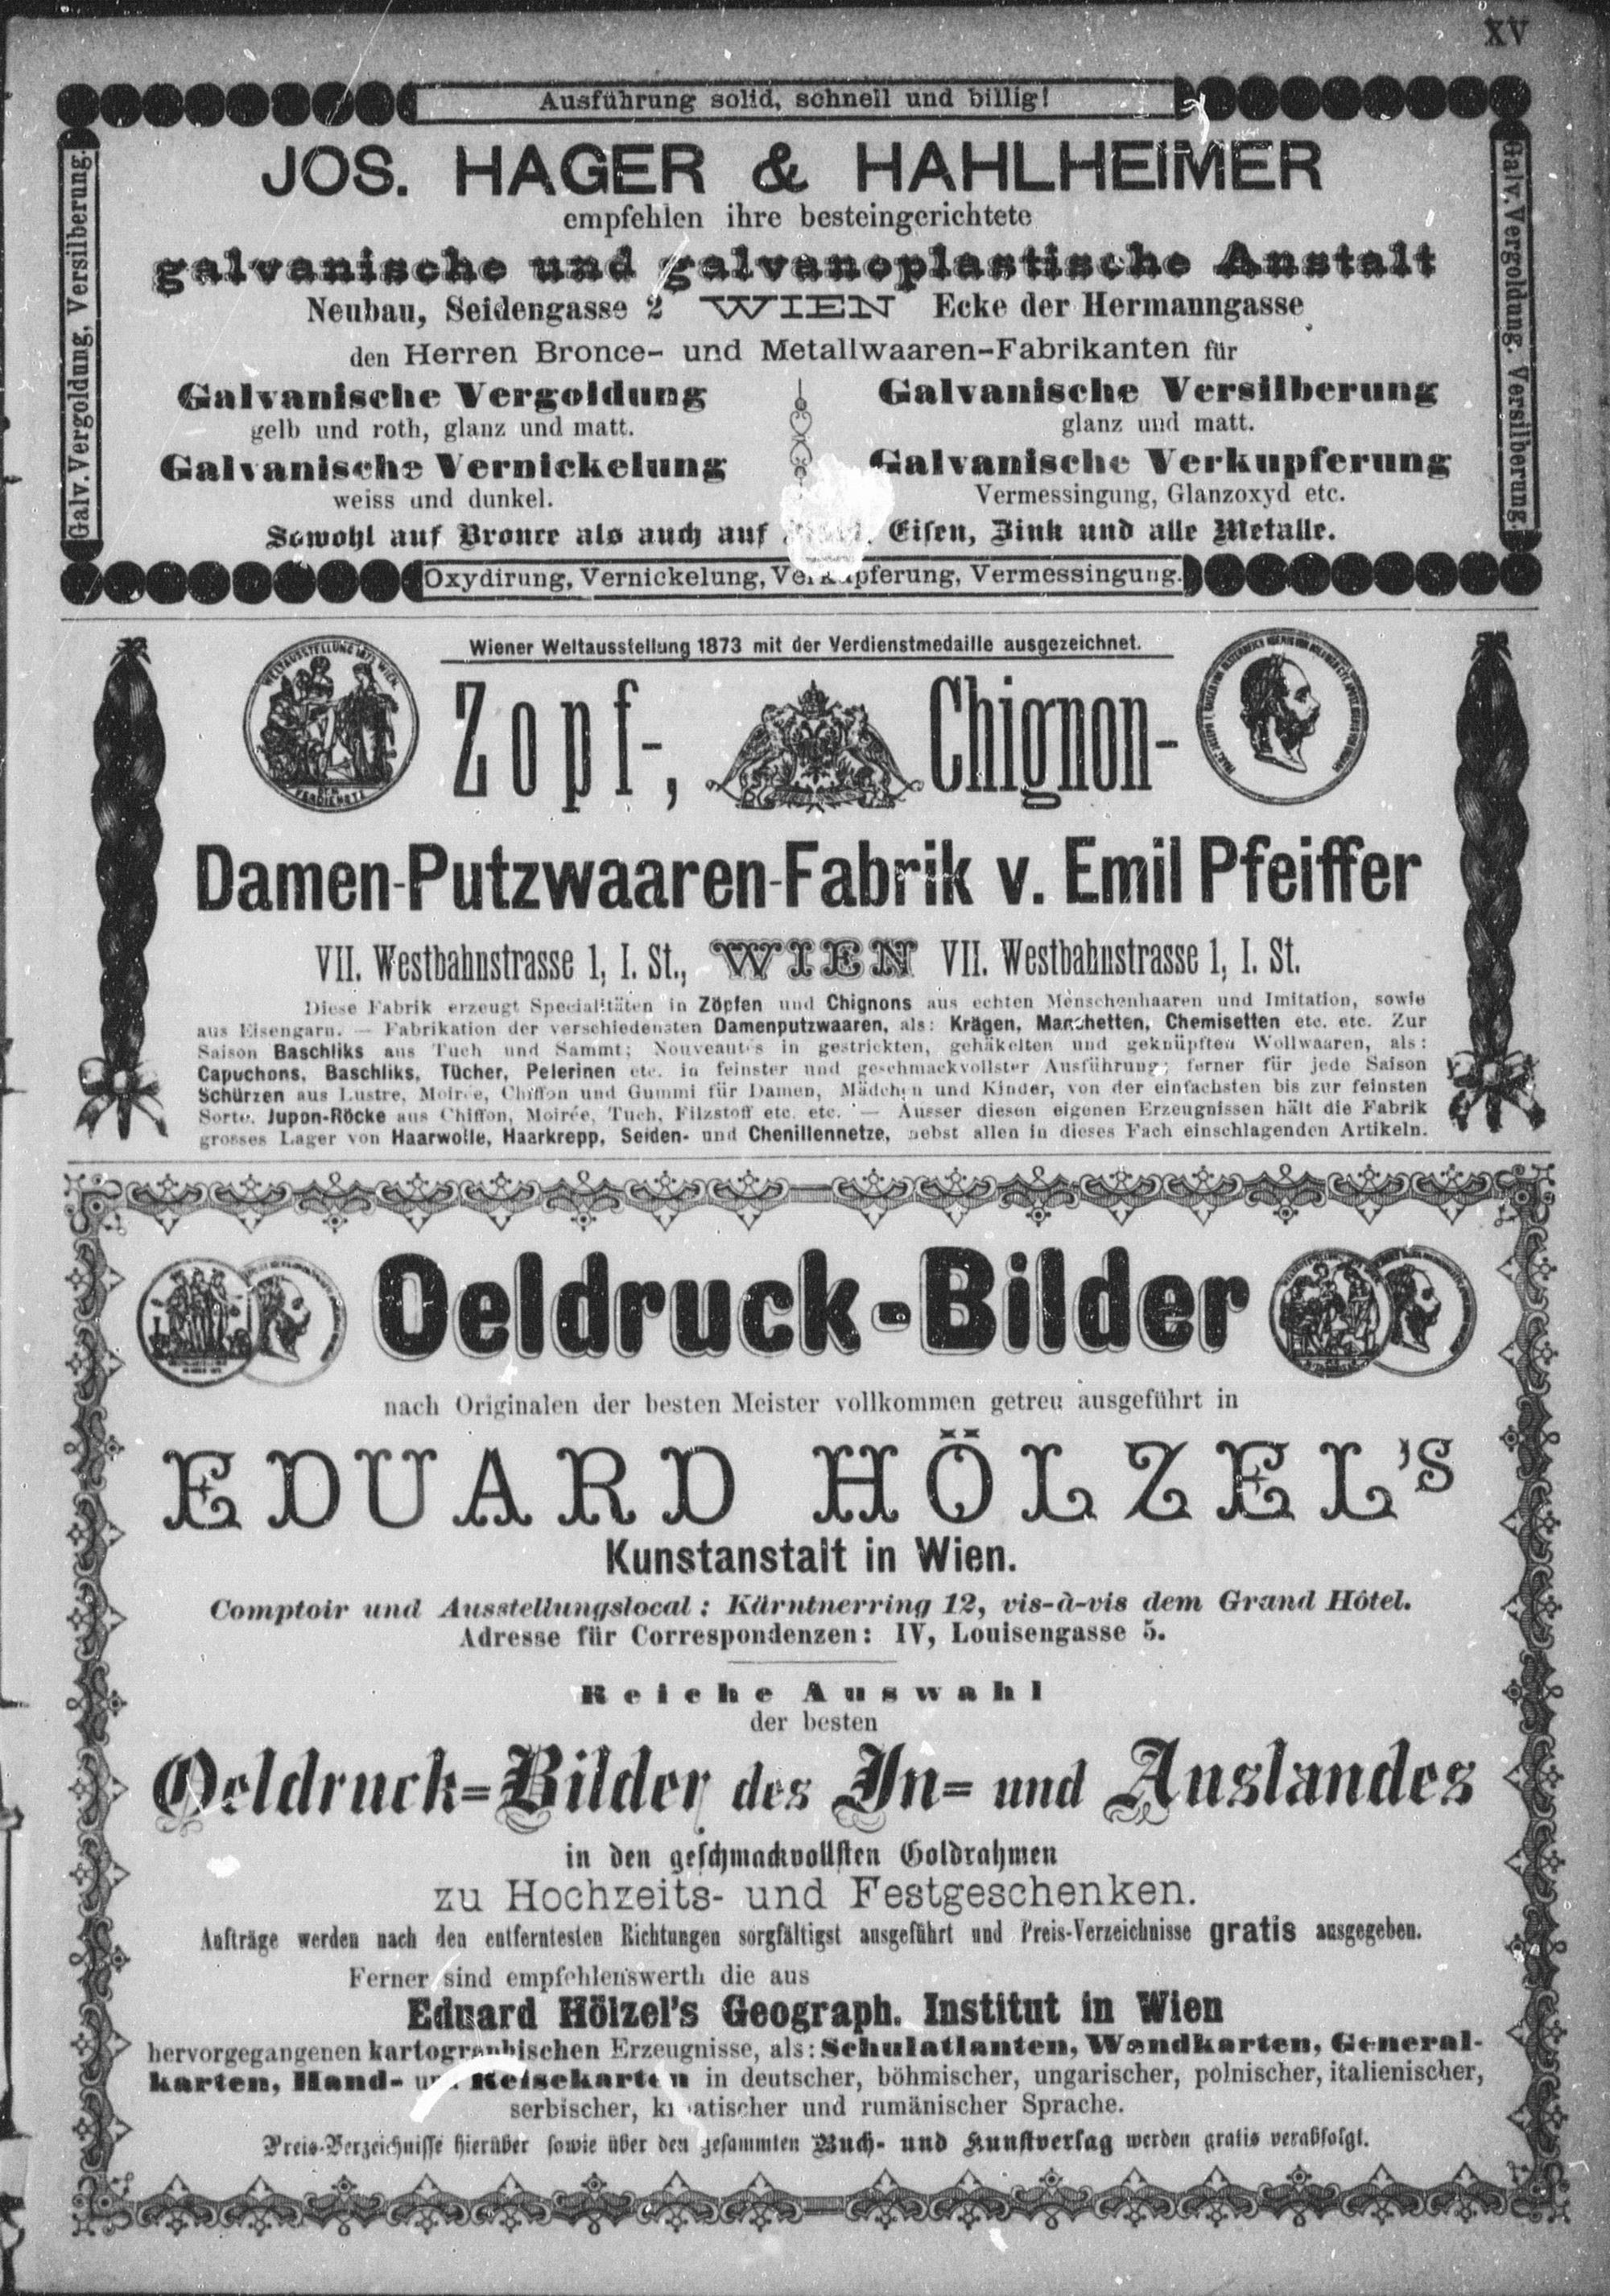 XV
Ausführung solid, schnell und billig!
Galv. Vergoldung, Versilberung.
Galv. Vergoldung, Versilberung.
JOS. HAGER & HAHLHEIMER
empfehlen ihre besteingerichtete
galvanische und galvanoplastische Anstalt
Neubau, Seidengasse 2 WIEN Ecke der Hermanngasse
den Herren Bronce- und Metallwaaren-Fabrikanten für
Galvanische Vergoldung
gelb und roth, glanz und matt.
Galvanische Vernickelung
weiss und dunkel.
Galvanische Versilberung
glanz und matt.
Galvanische Verkupferung
Vermessingung, Glanzoxyd etc.
Sowohl auf Bronce als auch auf Eisen, Zink und alle Metalle.
Oxydirung, Vernickelung, Verkupferung, Vermessingung.
Wiener Weltausstellung 1873 mit der Verdienstmedaille ausgezeichnet.
WELTAUSSTELLUNG 1873 WIEN
DEM VERDIENSTE
Zopf-, Chignon-
Damen-Putzwaaren-Fabrik v. Emil Pfeiffer
VII. Westbahnstrasse 1, I. St., WIEN VII. Westbahnstrasse 1, I. St.
Diese Fabrik erzeugt Specialitäten in Zöpfen und Chignons aus echten Menschenhaaren und Imitation, sowie
aus Eisengarn. — Fabrikation der verschiedensten Damenputzwaaren, als: Krägen, Manchetten, Chemisetten etc. etc. Zur
Saison Baschliks aus Tuch und Sammt; Nouveautés in gestrickten, gehäkelten und geknüpften Wollwaaren, als:
Capuchons, Baschliks, Tücher, Pelerinen etc. in feinster und geschmackvollster Ausführung; ferner für jede Saison
Schürzen aus Lustre, Moirée, Chiffon und Gummi für Damen, Mädchen und Kinder, von der einfachsten bis zur feinsten
Sorte. Jupon-Röcke aus Chiffon, Moirée, Tuch, Filzstoff etc. etc. — Ausser diesen eigenen Erzeugnissen hält die Fabrik
grosses Lager von Haarwolle, Haarkrepp, Seiden- und Chenillennetze, nebst allen in dieses Fach einschlagenden Artikeln.
Oeldruck-Bilder
nach Originalen der besten Meister vollkommen getreu ausgeführt in
EDUARD HÖLZEL'S
Kunstanstalt in Wien.
Comptoir und Ausstellungslocal: Kärntnerring 12, vis-à-vis dem Grand Hôtel.
Adresse für Correspondenzen: IV, Louisengasse 5.
Reiche Auswahl
der besten
Oeldruck-Bilder des In- und Auslandes
in den geschmackvollsten Goldrahmen
zu Hochzeits- und Festgeschenken.
Aufträge werden nach den entferntesten Richtungen sorgfältigst ausgeführt und Preis-Verzeichnisse gratis ausgegeben.
Ferner sind empfehlenswerth die aus
Eduard Hölzel's Geograph. Institut in Wien
hervorgegangenen kartographischen Erzeugnisse, als: Schulatlanten, Wandkarten, General-
karten, Hand- und Reisekarten in deutscher, böhmischer, ungarischer, polnischer, italienischer,
serbischer, kroatischer und rumänischer Sprache.
Preis-Verzeichnisse hierüber sowie über den gesammten Buch- und Kunstverlag werden gratis verabfolgt.